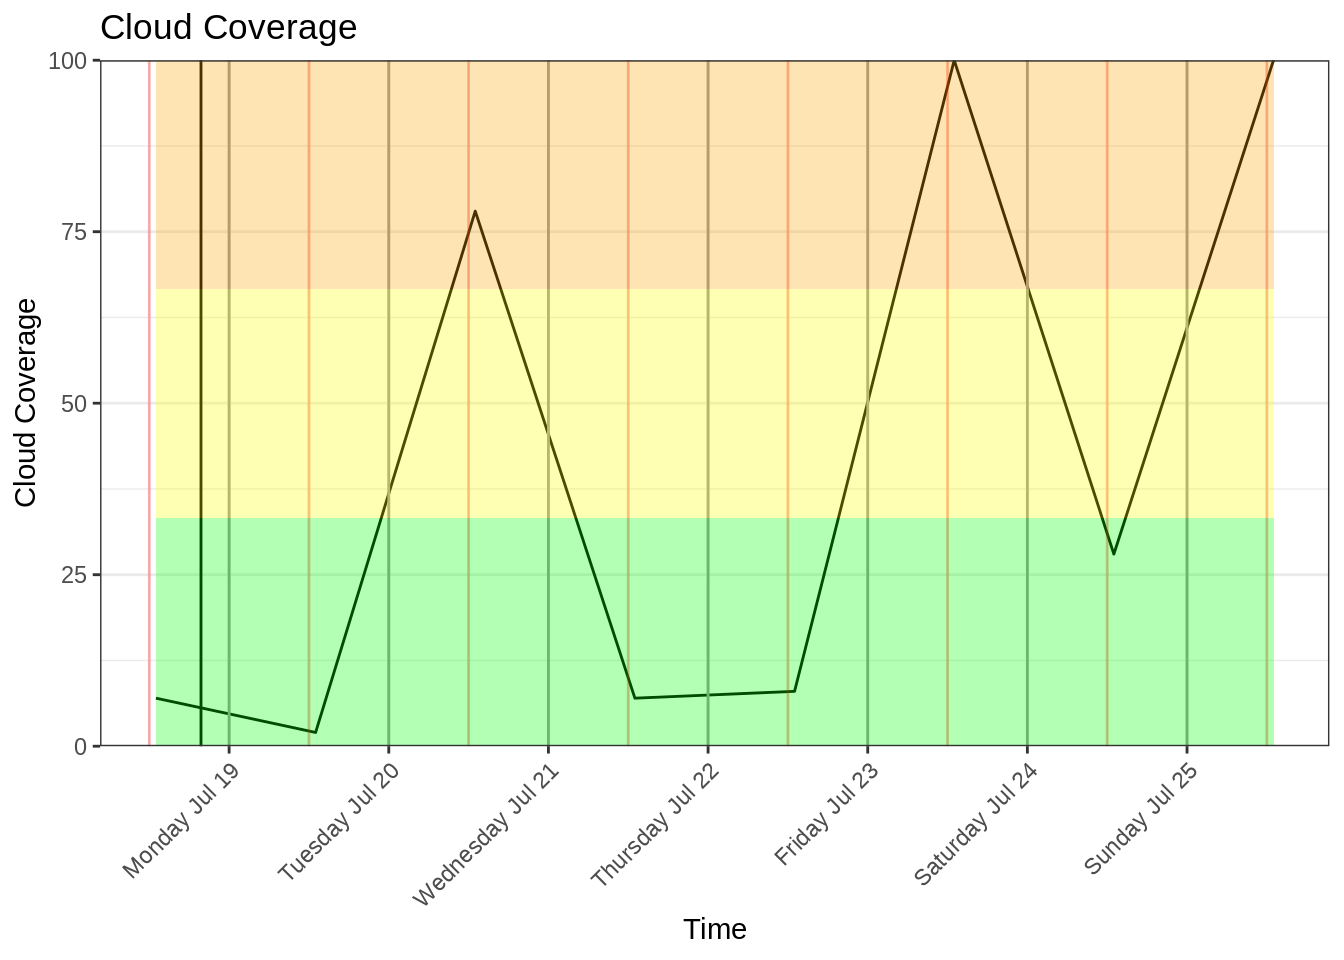 Cloud Coverage
100
75
50
25
0
Cloud Coverage
Monday Jul 19
Tuesday Jul 20
Wednesday Jul 21
Thursday Jul 22
Friday Jul 23
Saturday Jul 24
Sunday Jul 25
Time